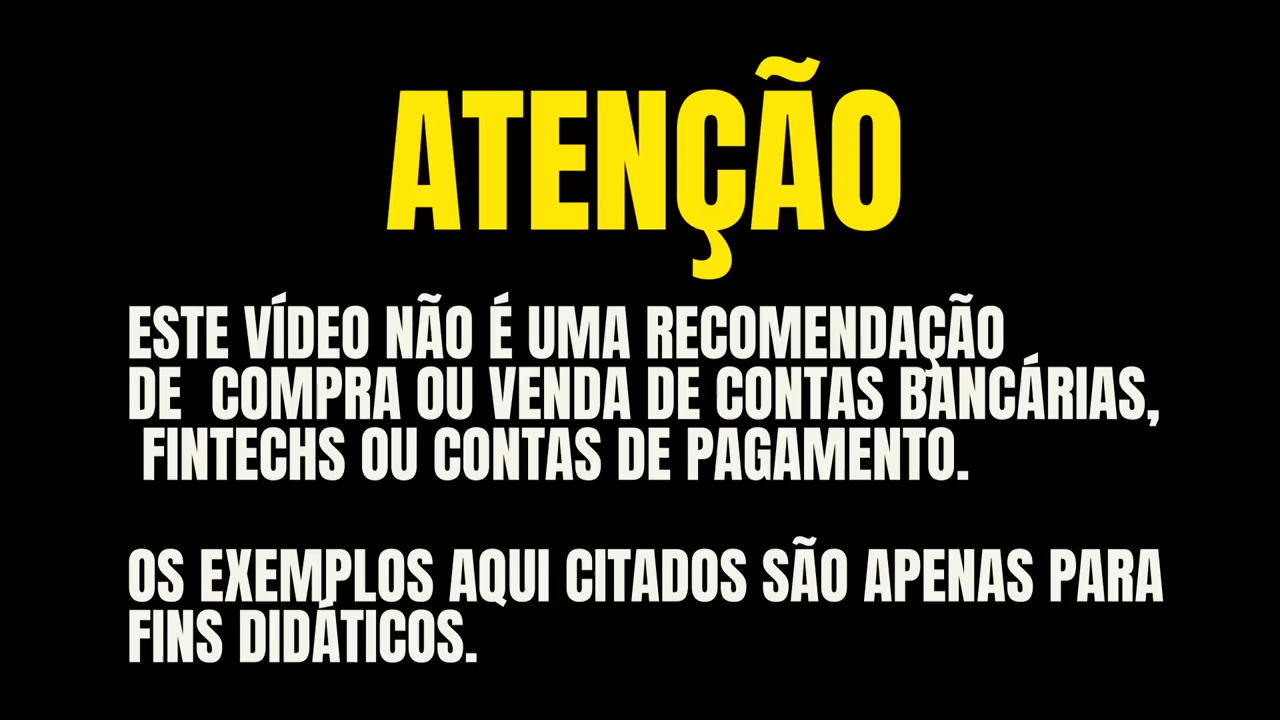 ATENÇÃO
ESTE VÍDEO NÃO É UMA RECOMENDAÇÃO
DE COMPRA OU VENDA DE CONTAS BANCÁRIAS,
FINTECHS OU CONTAS DE PAGAMENTO.
OS EXEMPLOS AQUI CITADOS SÃO APENAS PARA
FINS DIDÁTICOS.